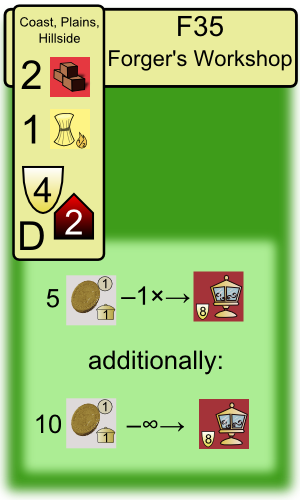 Coast, Plains,
Hillside
F35
Forger's Workshop
2
1
4
2
D
5 1 1 –1×→ 8
additionally:
10 1 1 –∞→ 8